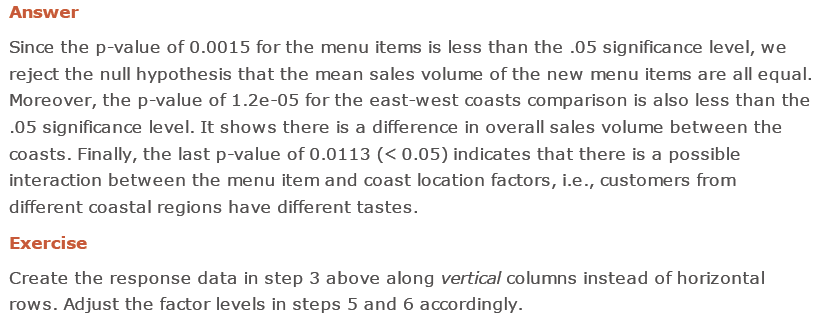 Answer
Since the p-value of 0.0015 for the menu items is less than the .05 significance level, we
reject the null hypothesis that the mean sales volume of the new menu items are all equal.
Moreover, the p-value of 1.2e-05 for the east-west coasts comparison is also less than the
.05 significance level. It shows there is a difference in overall sales volume between the
coasts. Finally, the last p-value of 0.0113 (< 0.05) indicates that there is a possible
interaction between the menu item and coast location factors, i.e., customers from
different coastal regions have different tastes.
Exercise
Create the response data in step 3 above along vertical columns instead of horizontal
rows. Adjust the factor levels in steps 5 and 6 accordingly.